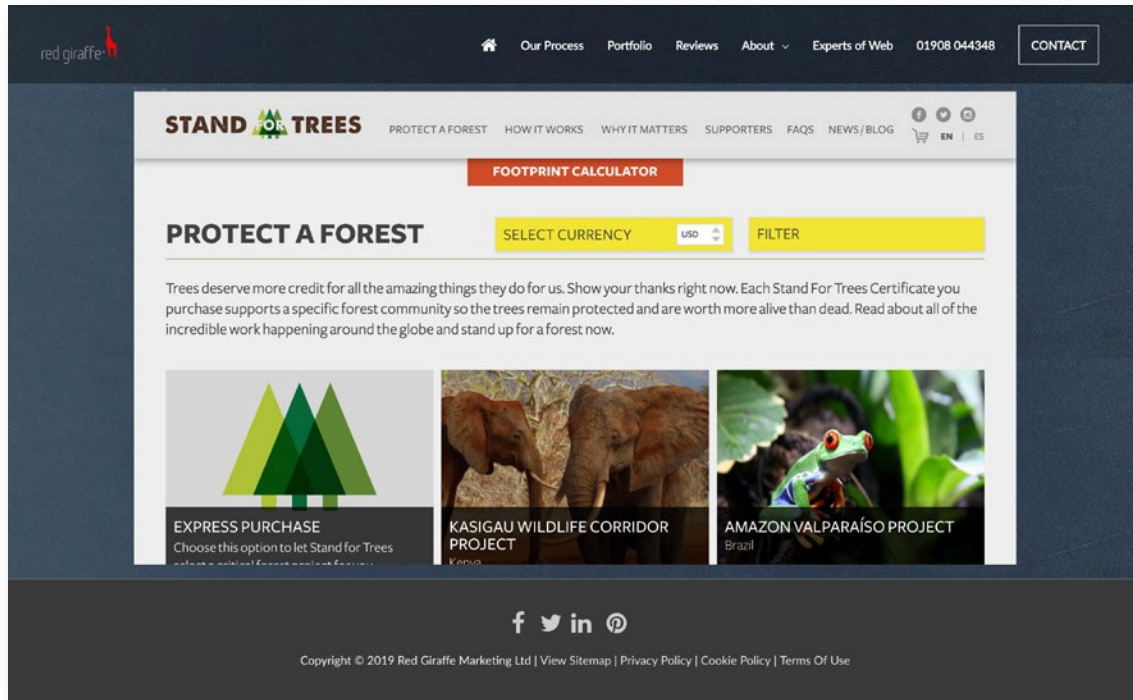 red giraffe
Our Process Portfolio Reviews About Experts of Web 01908 044348 CONTACT
STAND FOR TREES
PROTECT A FOREST HOW IT WORKS WHY IT MATTERS SUPPORTERS FAQS NEWS/BLOG
EN | ES
FOOTPRINT CALCULATOR
PROTECT A FOREST
SELECT CURRENCY USD
FILTER
Trees deserve more credit for all the amazing things they do for us. Show your thanks right now. Each Stand For Trees Certificate you
purchase supports a specific forest community so the trees remain protected and are worth more alive than dead. Read about all of the
incredible work happening around the globe and stand up for a forest now.
EXPRESS PURCHASE
Choose this option to let Stand for Trees
select a critical forest project for you
KASIGAU WILDLIFE CORRIDOR
PROJECT
Kenya
AMAZON VALPARAÍSO PROJECT
Brazil
Copyright © 2019 Red Giraffe Marketing Ltd | View Sitemap | Privacy Policy | Cookie Policy | Terms Of Use